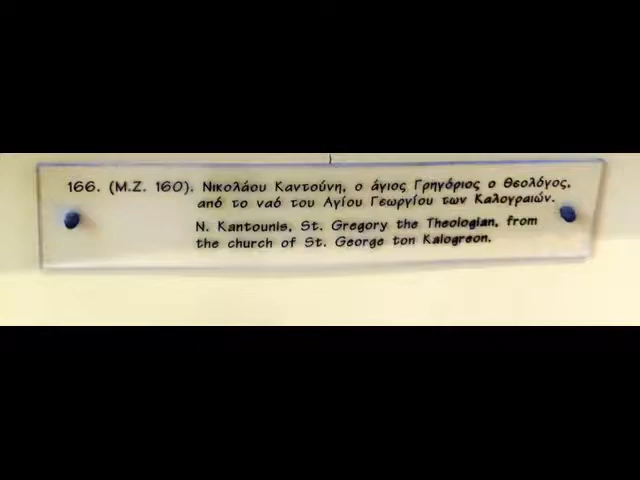 166. (Μ.Ζ. 160). Νικολάου Καντούνη, ο άγιος Γρηγόριος ο Θεολόγος,
από το ναό του Αγίου Γεωργίου των Καλογραιών.
N. Kantounis, St. Gregory the Theologian, from
the church of St. George ton Kalogreon.